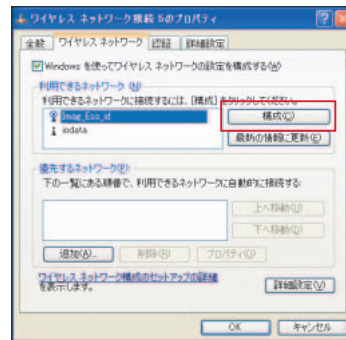 ワイヤレス ネットワーク接続 5のプロパティ
全般 ワイヤレス ネットワーク 認証 詳細設定
Windows を使ってワイヤレス ネットワークの設定を構成する(W)
利用できるネットワーク (N)
利用できるネットワークに接続するには、[構成] をクリックしてください。
Imac_Ess_id
構成(C)
iodata
最新の情報に更新(E)
優先するネットワーク(P)
下の一覧にある順番で、利用できるネットワークに自動的に接続する:
上へ移動(U)
下へ移動(D)
追加(A)... 削除(R) プロパティ(O)
ワイヤレス ネットワーク構成のセットアップの詳細
を表示します。
詳細設定(V)
OK キャンセル